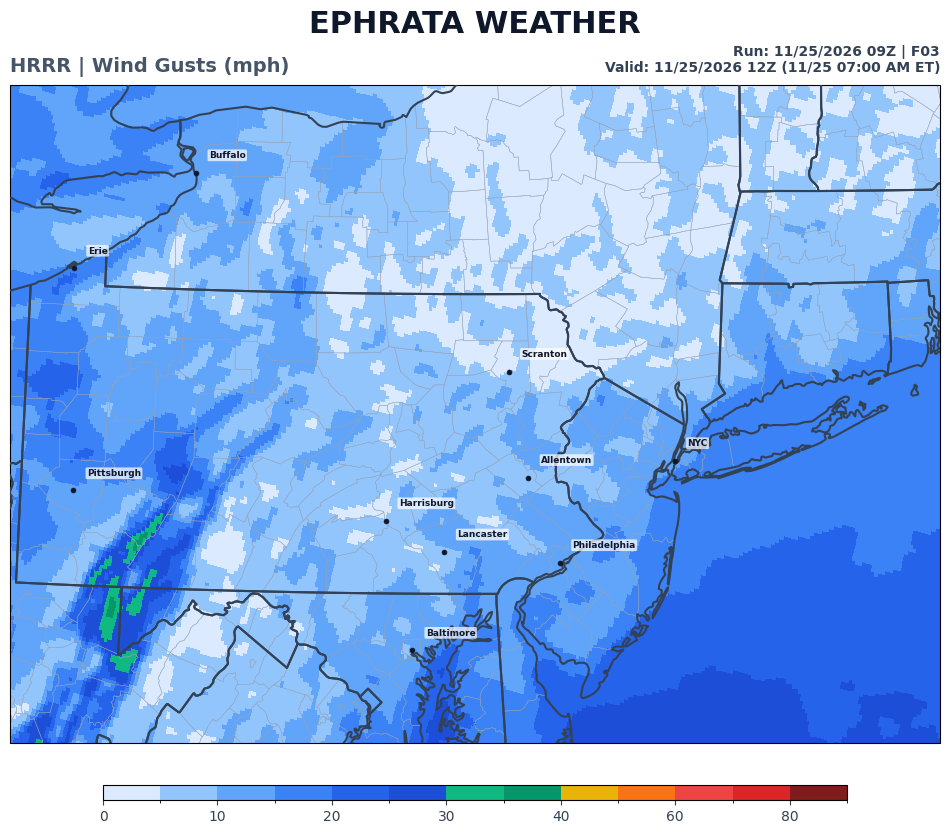 EPHRATA WEATHER
HRRR | Wind Gusts (mph)
Run: 11/25/2026 09Z | F03
Valid: 11/25/2026 12Z (11/25 07:00 AM ET)
Buffalo
Erie
Scranton
NYC
Allentown
Pittsburgh
Harrisburg
Lancaster
Philadelphia
Baltimore
0 10 20 30 40 60 80